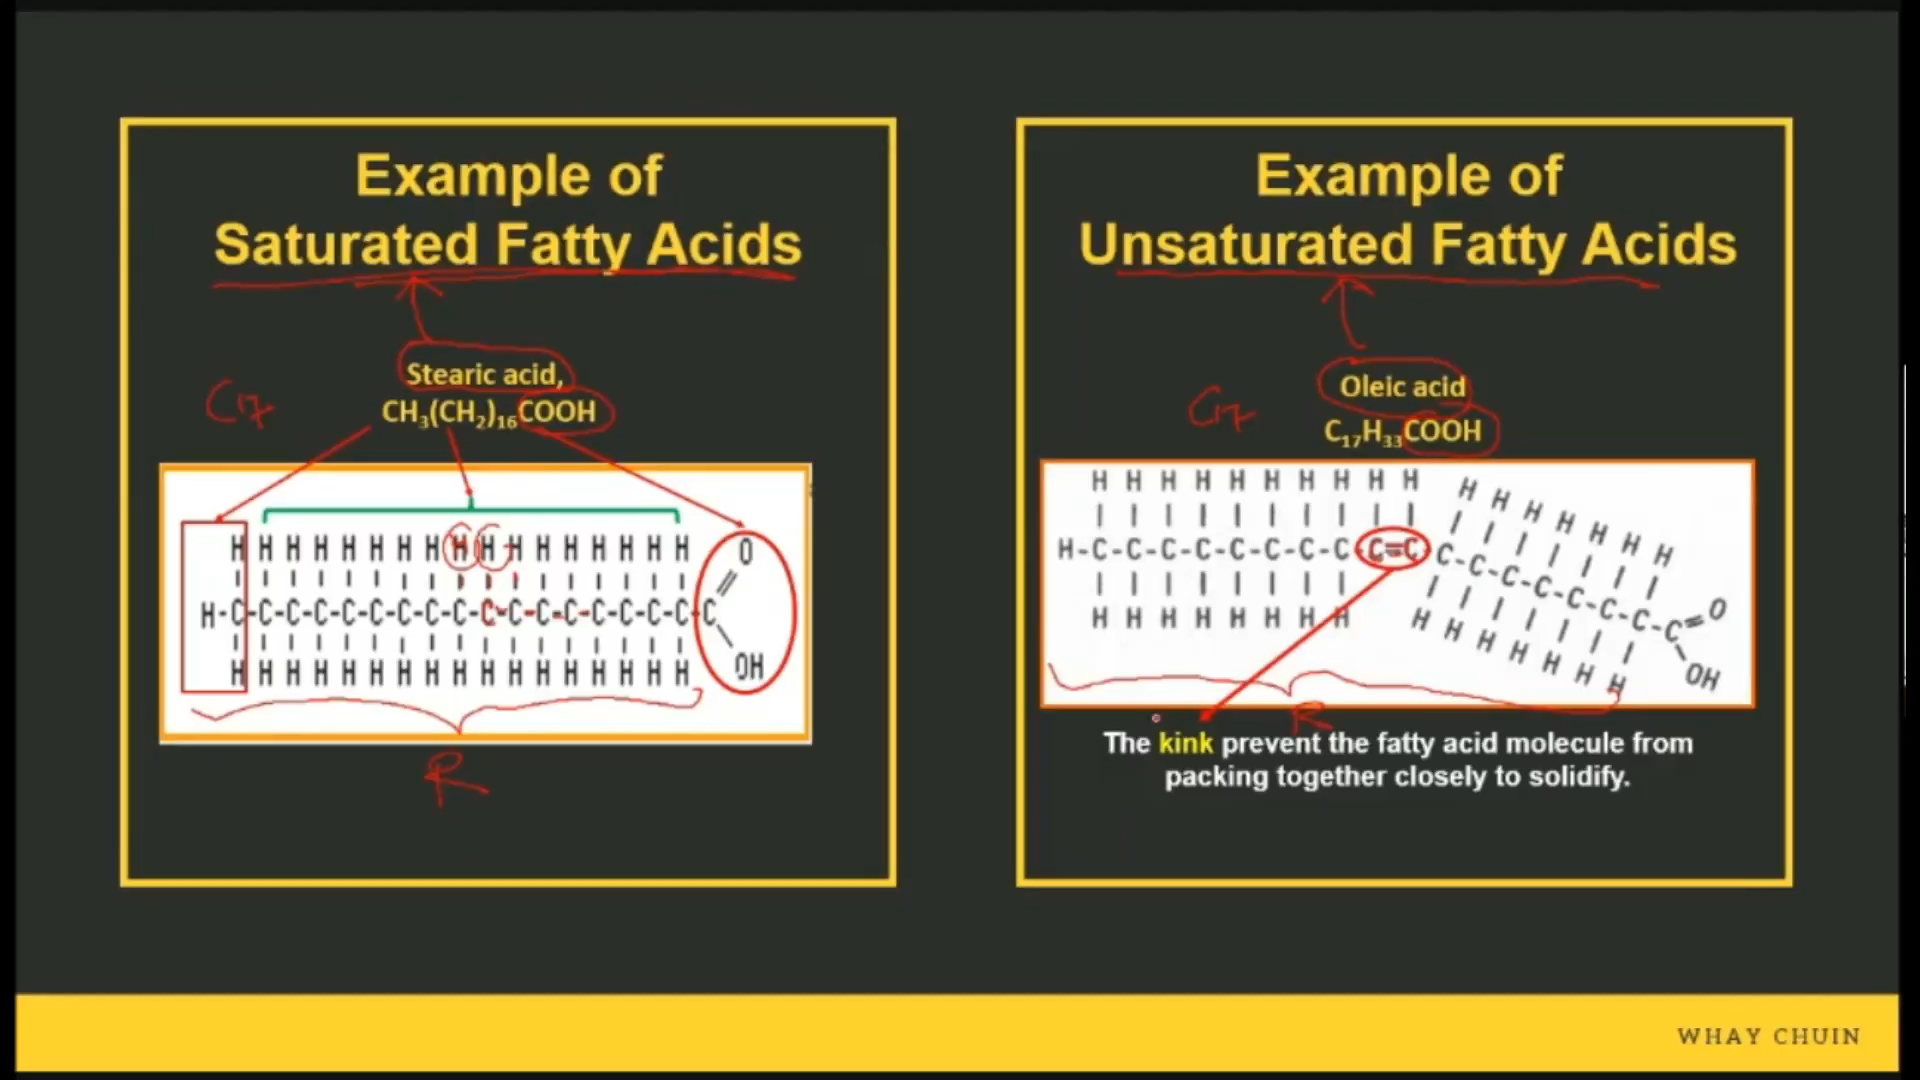 Example of
Saturated Fatty Acids
Stearic acid,
C17
CH₃(CH₂)₁₆COOH
H H H H H H H H H H H H H H H H H O
H-C-C-C-C-C-C-C-C-C-C-C-C-C-C-C-C-C-C
H H H H H H H H H H H H H H H H H OH
R
Example of
Unsaturated Fatty Acids
Oleic acid
C17
C₁₇H₃₃COOH
H H H H H H H H H H H H H H H H H
H-C-C-C-C-C-C-C-C-C=C-C-C-C-C-C-C-C-C=O
H H H H H H H H H H H H H H H OH
R
The kink prevent the fatty acid molecule from
packing together closely to solidify.
WHAY CHUIN